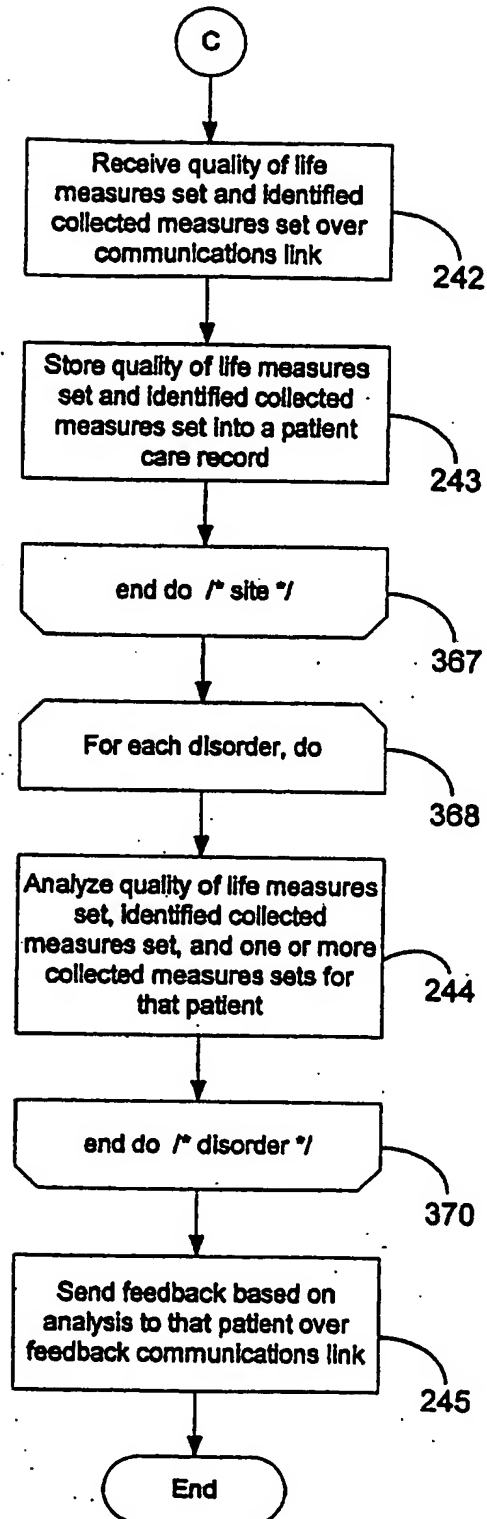 C
Receive quality of life
measures set and identified
collected measures set over
communications link
242
Store quality of life measures
set and identified collected
measures set into a patient
care record
243
end do /* site */
367
For each disorder, do
368
Analyze quality of life measures
set, identified collected
measures set, and one or more
collected measures sets for
that patient
244
end do /* disorder */
370
Send feedback based on
analysis to that patient over
feedback communications link
245
End